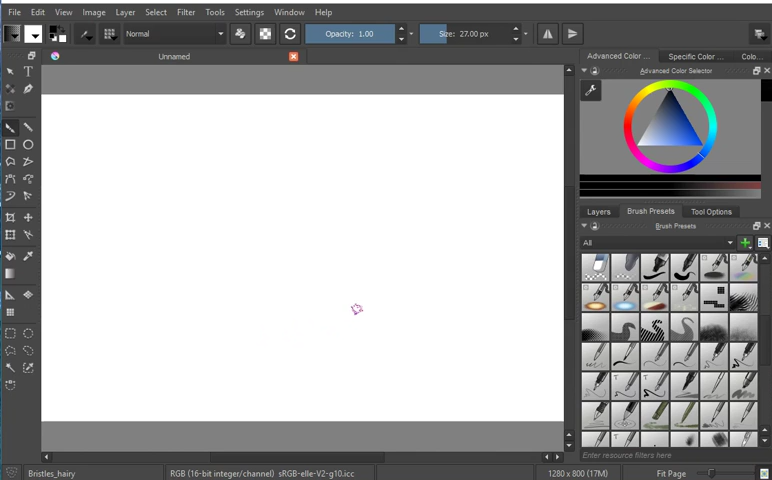 File Edit View Image Layer Select Filter Tools Settings Window Help
Normal Opacity: 1.00 Size: 27.00 px
Unnamed
Advanced Color ... Specific Color ... Colo...
Advanced Color Selector
Layers Brush Presets Tool Options
Brush Presets
All
Enter resource filters here
Bristles_hairy RGB (16-bit integer/channel) sRGB-elle-V2-g10.icc 1280 x 800 (17M) Fit Page